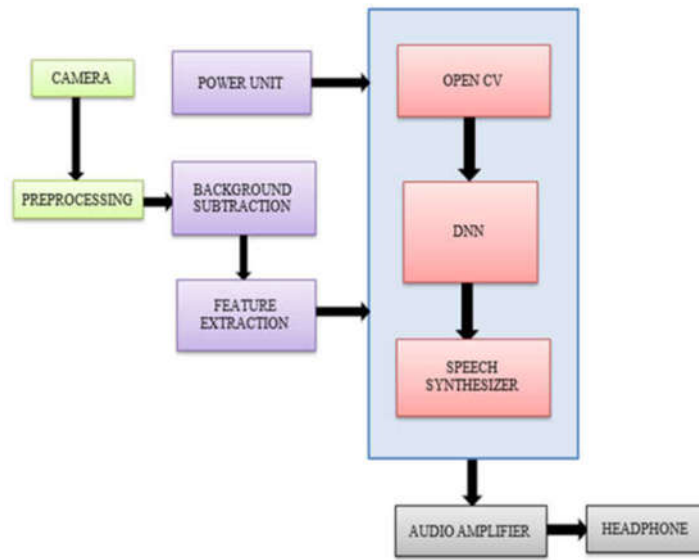 CAMERA
POWER UNIT
OPEN CV
PREPROCESSING
BACKGROUND
SUBTRACTION
DNN
FEATURE
EXTRACTION
SPEECH
SYNTHESIZER
AUDIO AMPLIFIER
HEADPHONE